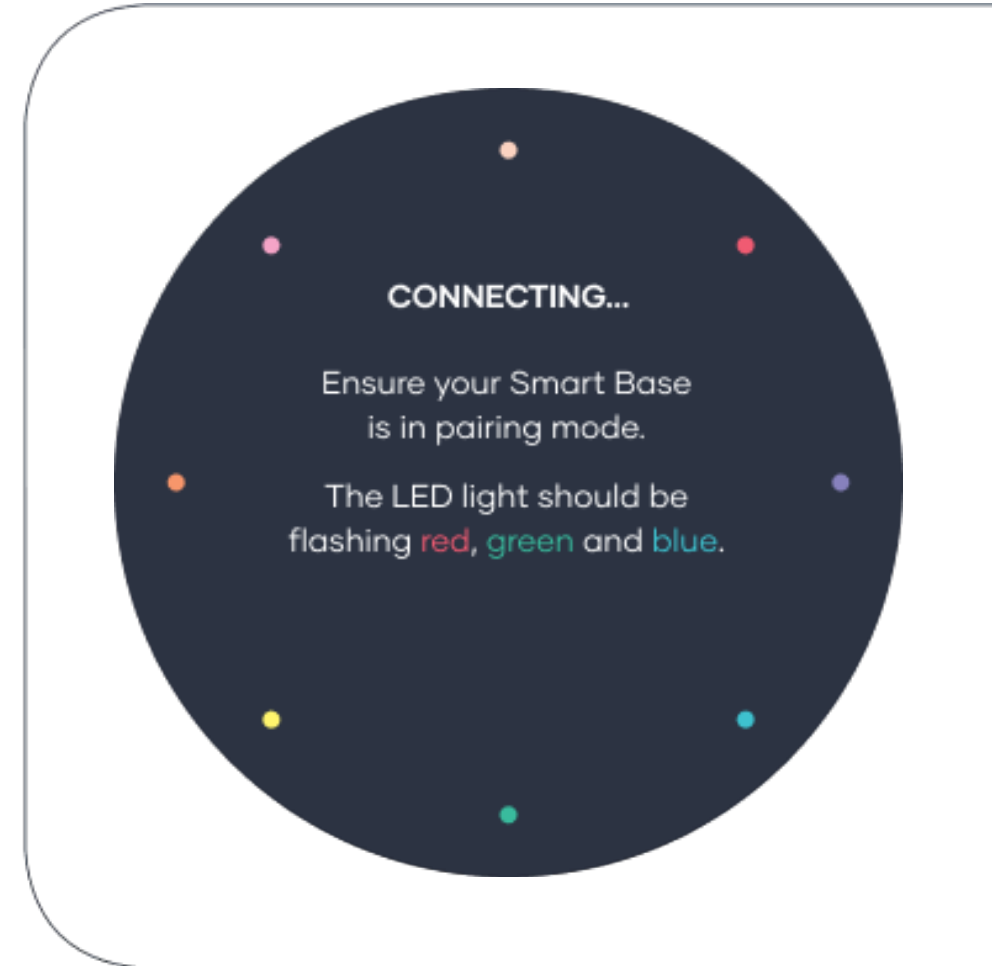 CONNECTING...
Ensure your Smart Base
is in pairing mode.
The LED light should be
flashing red, green and blue.